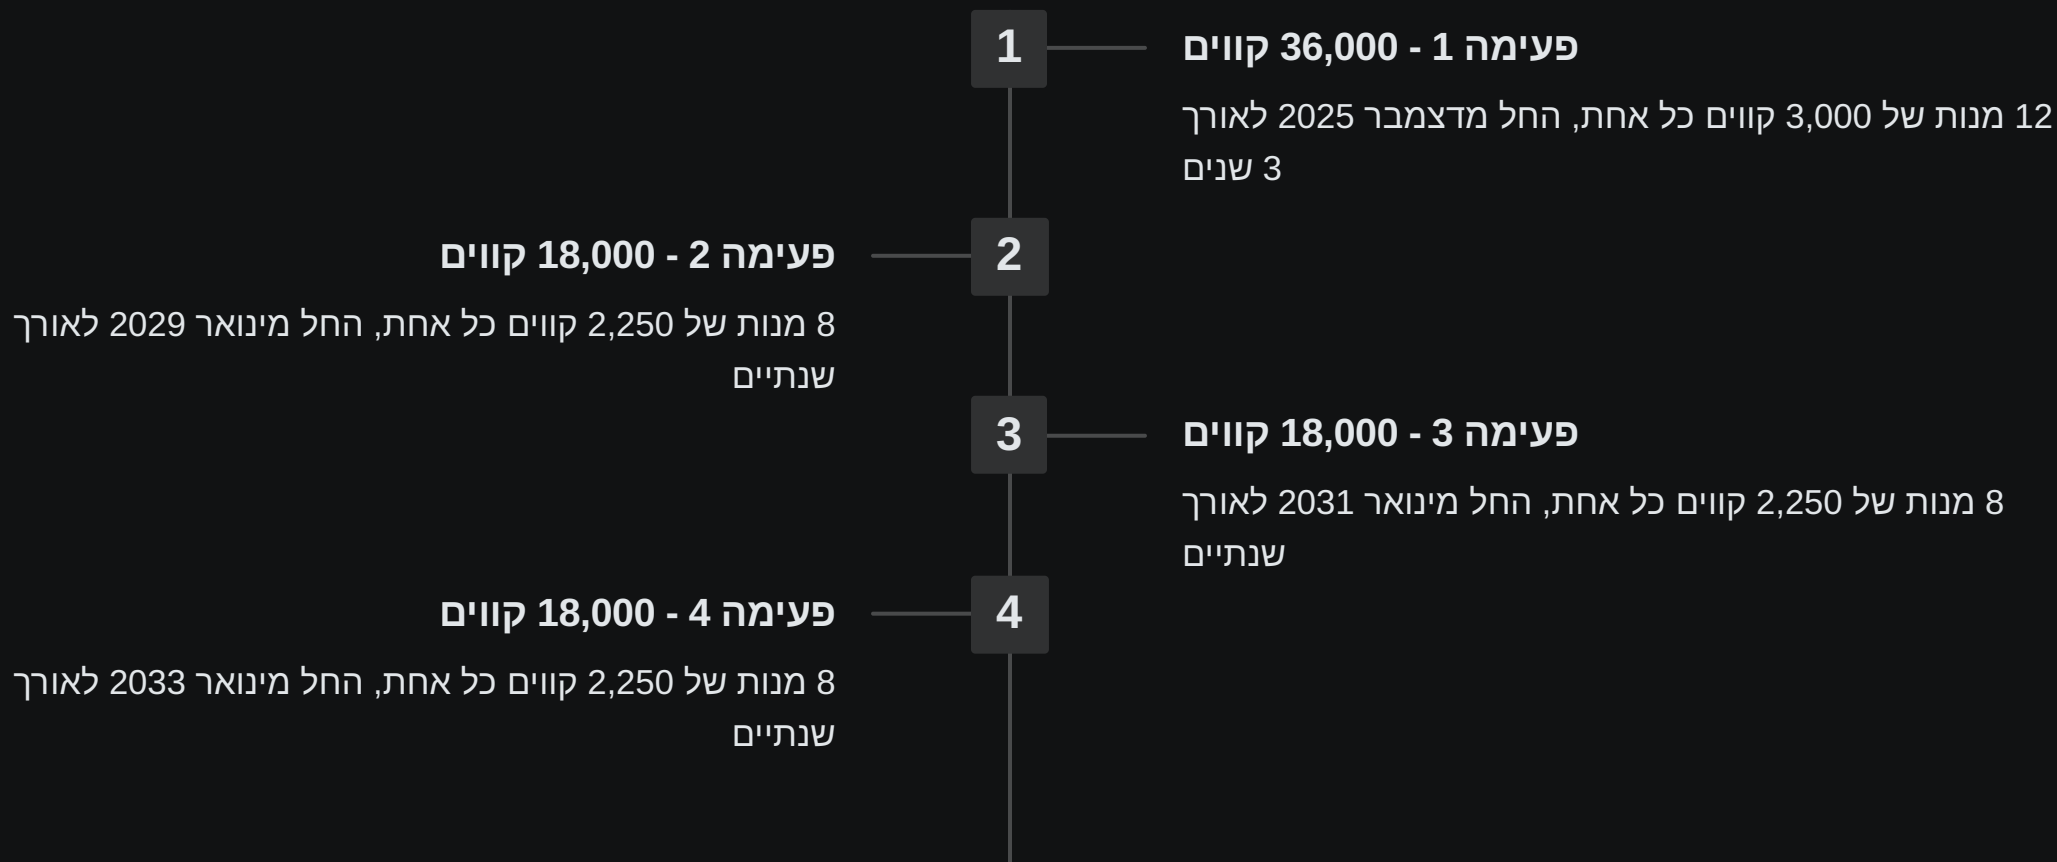 1
פעימה 1 - 36,000 קווים
12 מנות של 3,000 קווים כל אחת, החל מדצמבר 2025 לאורך
3 שנים
2
פעימה 2 - 18,000 קווים
8 מנות של 2,250 קווים כל אחת, החל מינואר 2029 לאורך
שנתיים
3
פעימה 3 - 18,000 קווים
8 מנות של 2,250 קווים כל אחת, החל מינואר 2031 לאורך
שנתיים
4
פעימה 4 - 18,000 קווים
8 מנות של 2,250 קווים כל אחת, החל מינואר 2033 לאורך
שנתיים